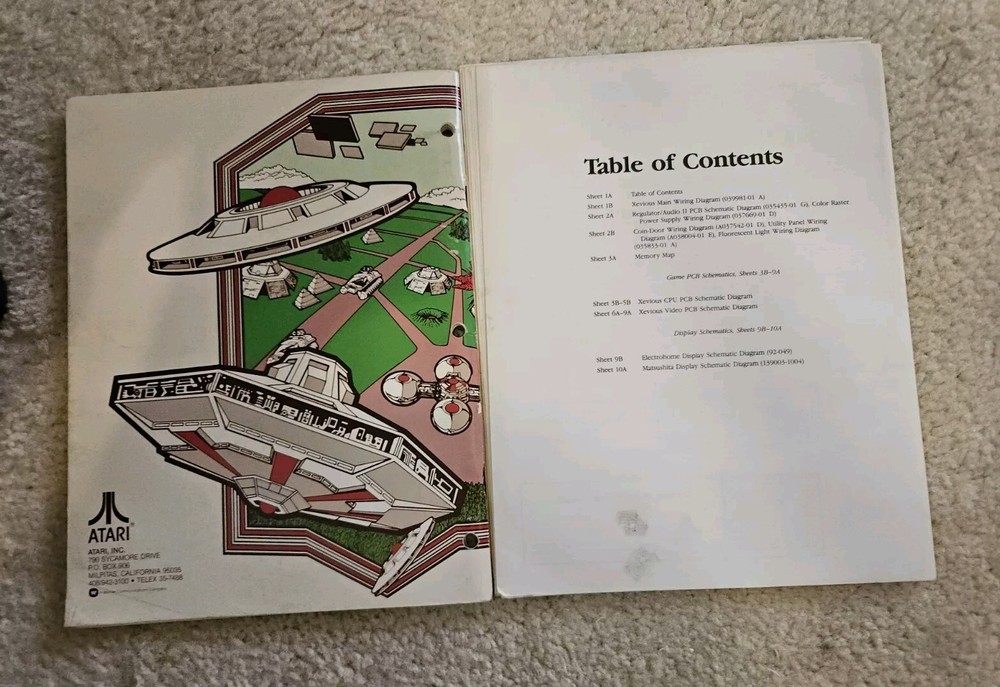 ATARI®
ATARI, INC.
790 SYCAMORE DRIVE
P.O. BOX 906
MILPITAS, CALIFORNIA 95035
408/942-3100 • TELEX 35-7488
Table of Contents
Sheet 1A Table of Contents
Sheet 1B Xevious Main Wiring Diagram (039981-01 A)
Sheet 2A Regulator/Audio II PCB Schematic Diagram (035435-01 G), Color Raster
Power Supply Wiring Diagram (037669-01 D)
Sheet 2B Coin-Door Wiring Diagram (A037542-01 D), Utility Panel Wiring
Diagram (A038004-01 E), Fluorescent Light Wiring Diagram
(035833-01 A)
Sheet 3A Memory Map
Game PCB Schematics, Sheets 3B–9A
Sheet 3B–5B Xevious CPU PCB Schematic Diagram
Sheet 6A–9A Xevious Video PCB Schematic Diagram
Display Schematics, Sheets 9B–10A
Sheet 9B Electrohome Display Schematic Diagram (92-049)
Sheet 10A Matsushita Display Schematic Diagram (139003-1004)